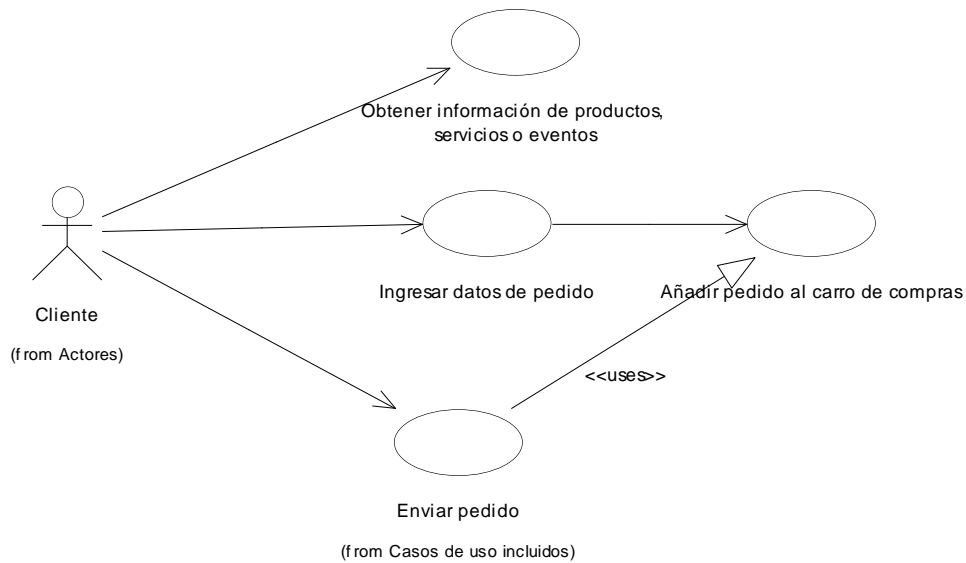 Obtener información de productos,
servicios o eventos
Ingresar datos de pedido
Añadir pedido al carro de compras
Cliente
(from Actores)
<<uses>>
Enviar pedido
(from Casos de uso incluidos)